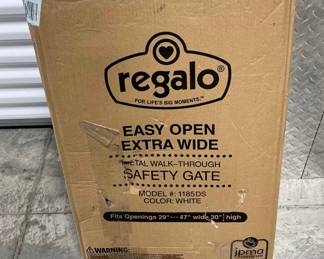 regalo®
FOR LIFE'S BIG MOMENTS.™
EASY OPEN
EXTRA WIDE
METAL WALK-THROUGH
SAFETY GATE
MODEL #: 1185DS
COLOR: WHITE
Fits Openings 29"— 47" wide 30" high
WARNING:
jpma